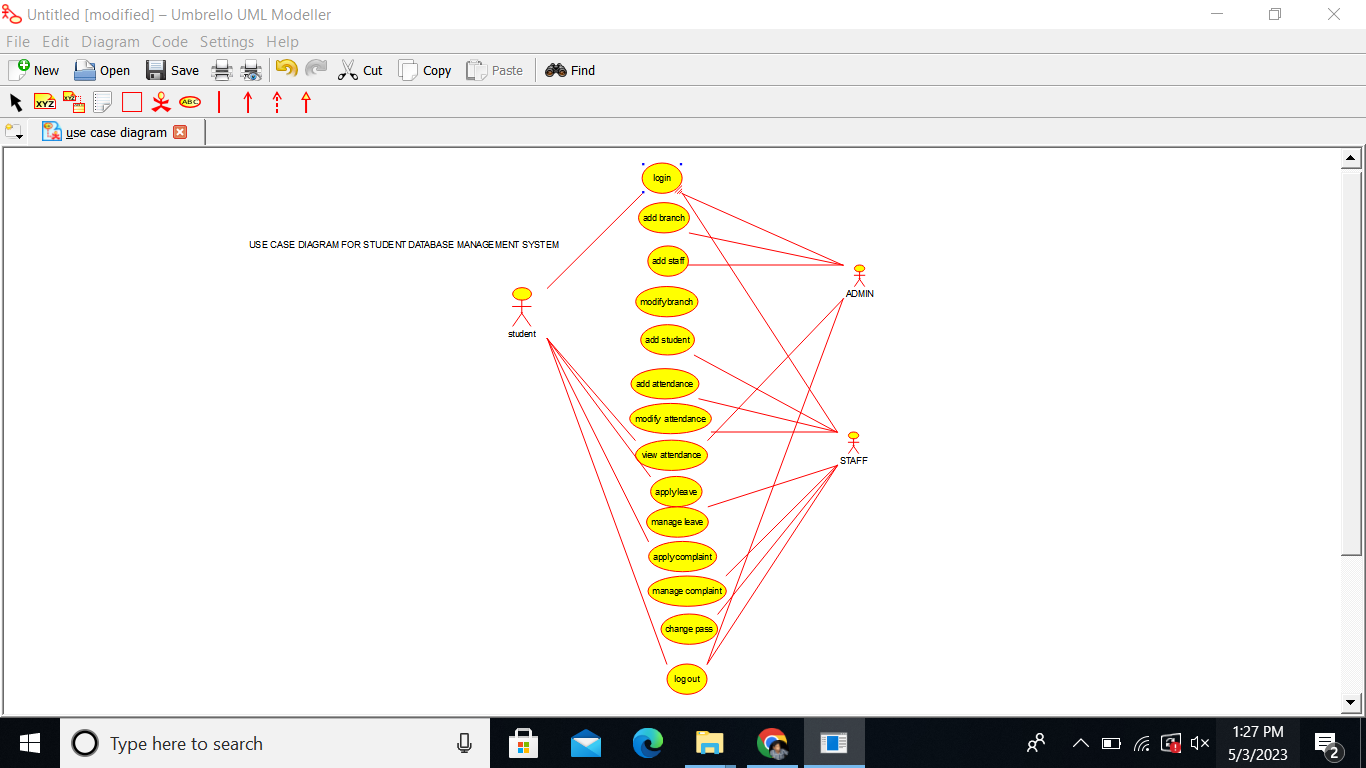 Untitled [modified] – Umbrello UML Modeller
File Edit Diagram Code Settings Help
New Open Save Cut Copy Paste Find
XYZ XYZ ABC
use case diagram
login
add branch
USE CASE DIAGRAM FOR STUDENT DATABASE MANAGEMENT SYSTEM
add staff
ADMIN
modifybranch
student
add student
add attendance
modify attendance
view attendance
STAFF
applyleave
manage leave
applycomplaint
manage complaint
change pass
log out
Type here to search
1:27 PM
5/3/2023
2